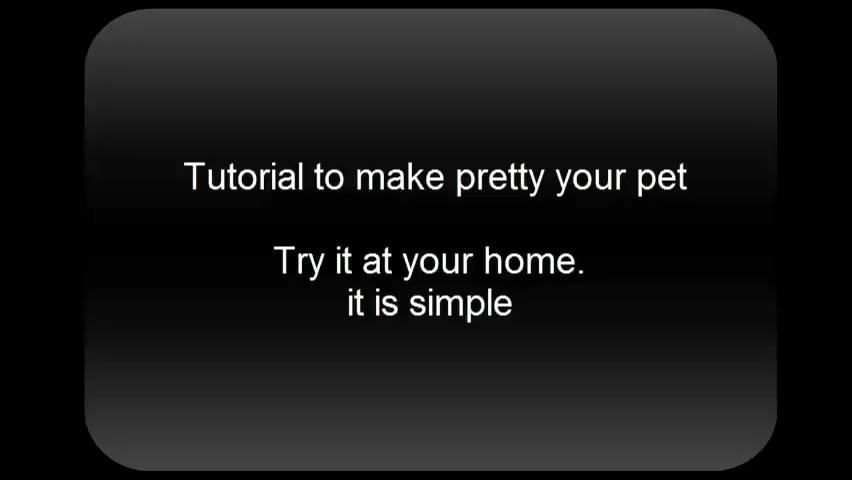 Tutorial to make pretty your pet
Try it at your home.
it is simple